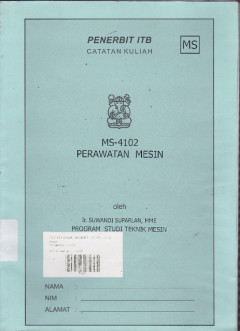 PENERBIT ITB
CATATAN KULIAH
MS
MS-4102
PERAWATAN MESIN
oleh
Ir. SUWANDI SUPARLAN, MME
PROGRAM STUDI TEKNIK MESIN
NAMA :
NIM :
ALAMAT :